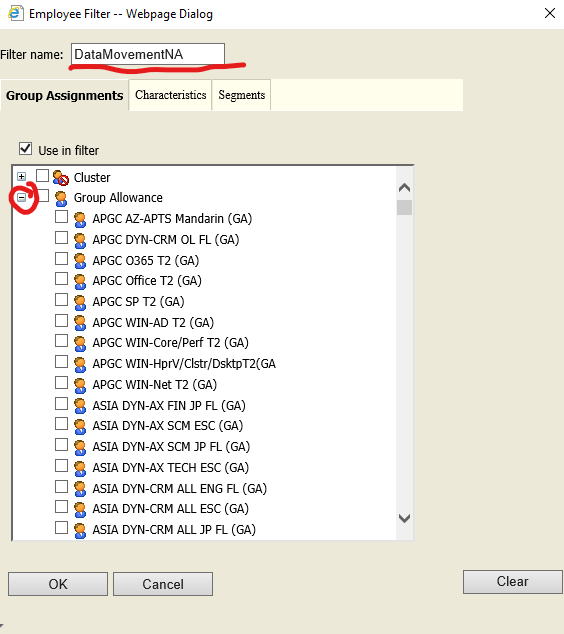 Employee Filter -- Webpage Dialog
Filter name: DataMovementNA
Group Assignments Characteristics Segments
Use in filter
Cluster
Group Allowance
APGC AZ-APTS Mandarin (GA)
APGC DYN-CRM OL FL (GA)
APGC O365 T2 (GA)
APGC Office T2 (GA)
APGC SP T2 (GA)
APGC WIN-AD T2 (GA)
APGC WIN-Core/Perf T2 (GA)
APGC WIN-HprV/Clstr/DsktpT2(GA
APGC WIN-Net T2 (GA)
ASIA DYN-AX FIN JP FL (GA)
ASIA DYN-AX SCM ESC (GA)
ASIA DYN-AX SCM JP FL (GA)
ASIA DYN-AX TECH ESC (GA)
ASIA DYN-CRM ALL ENG FL (GA)
ASIA DYN-CRM ALL ESC (GA)
ASIA DYN-CRM ALL JP FL (GA)
OK Cancel Clear